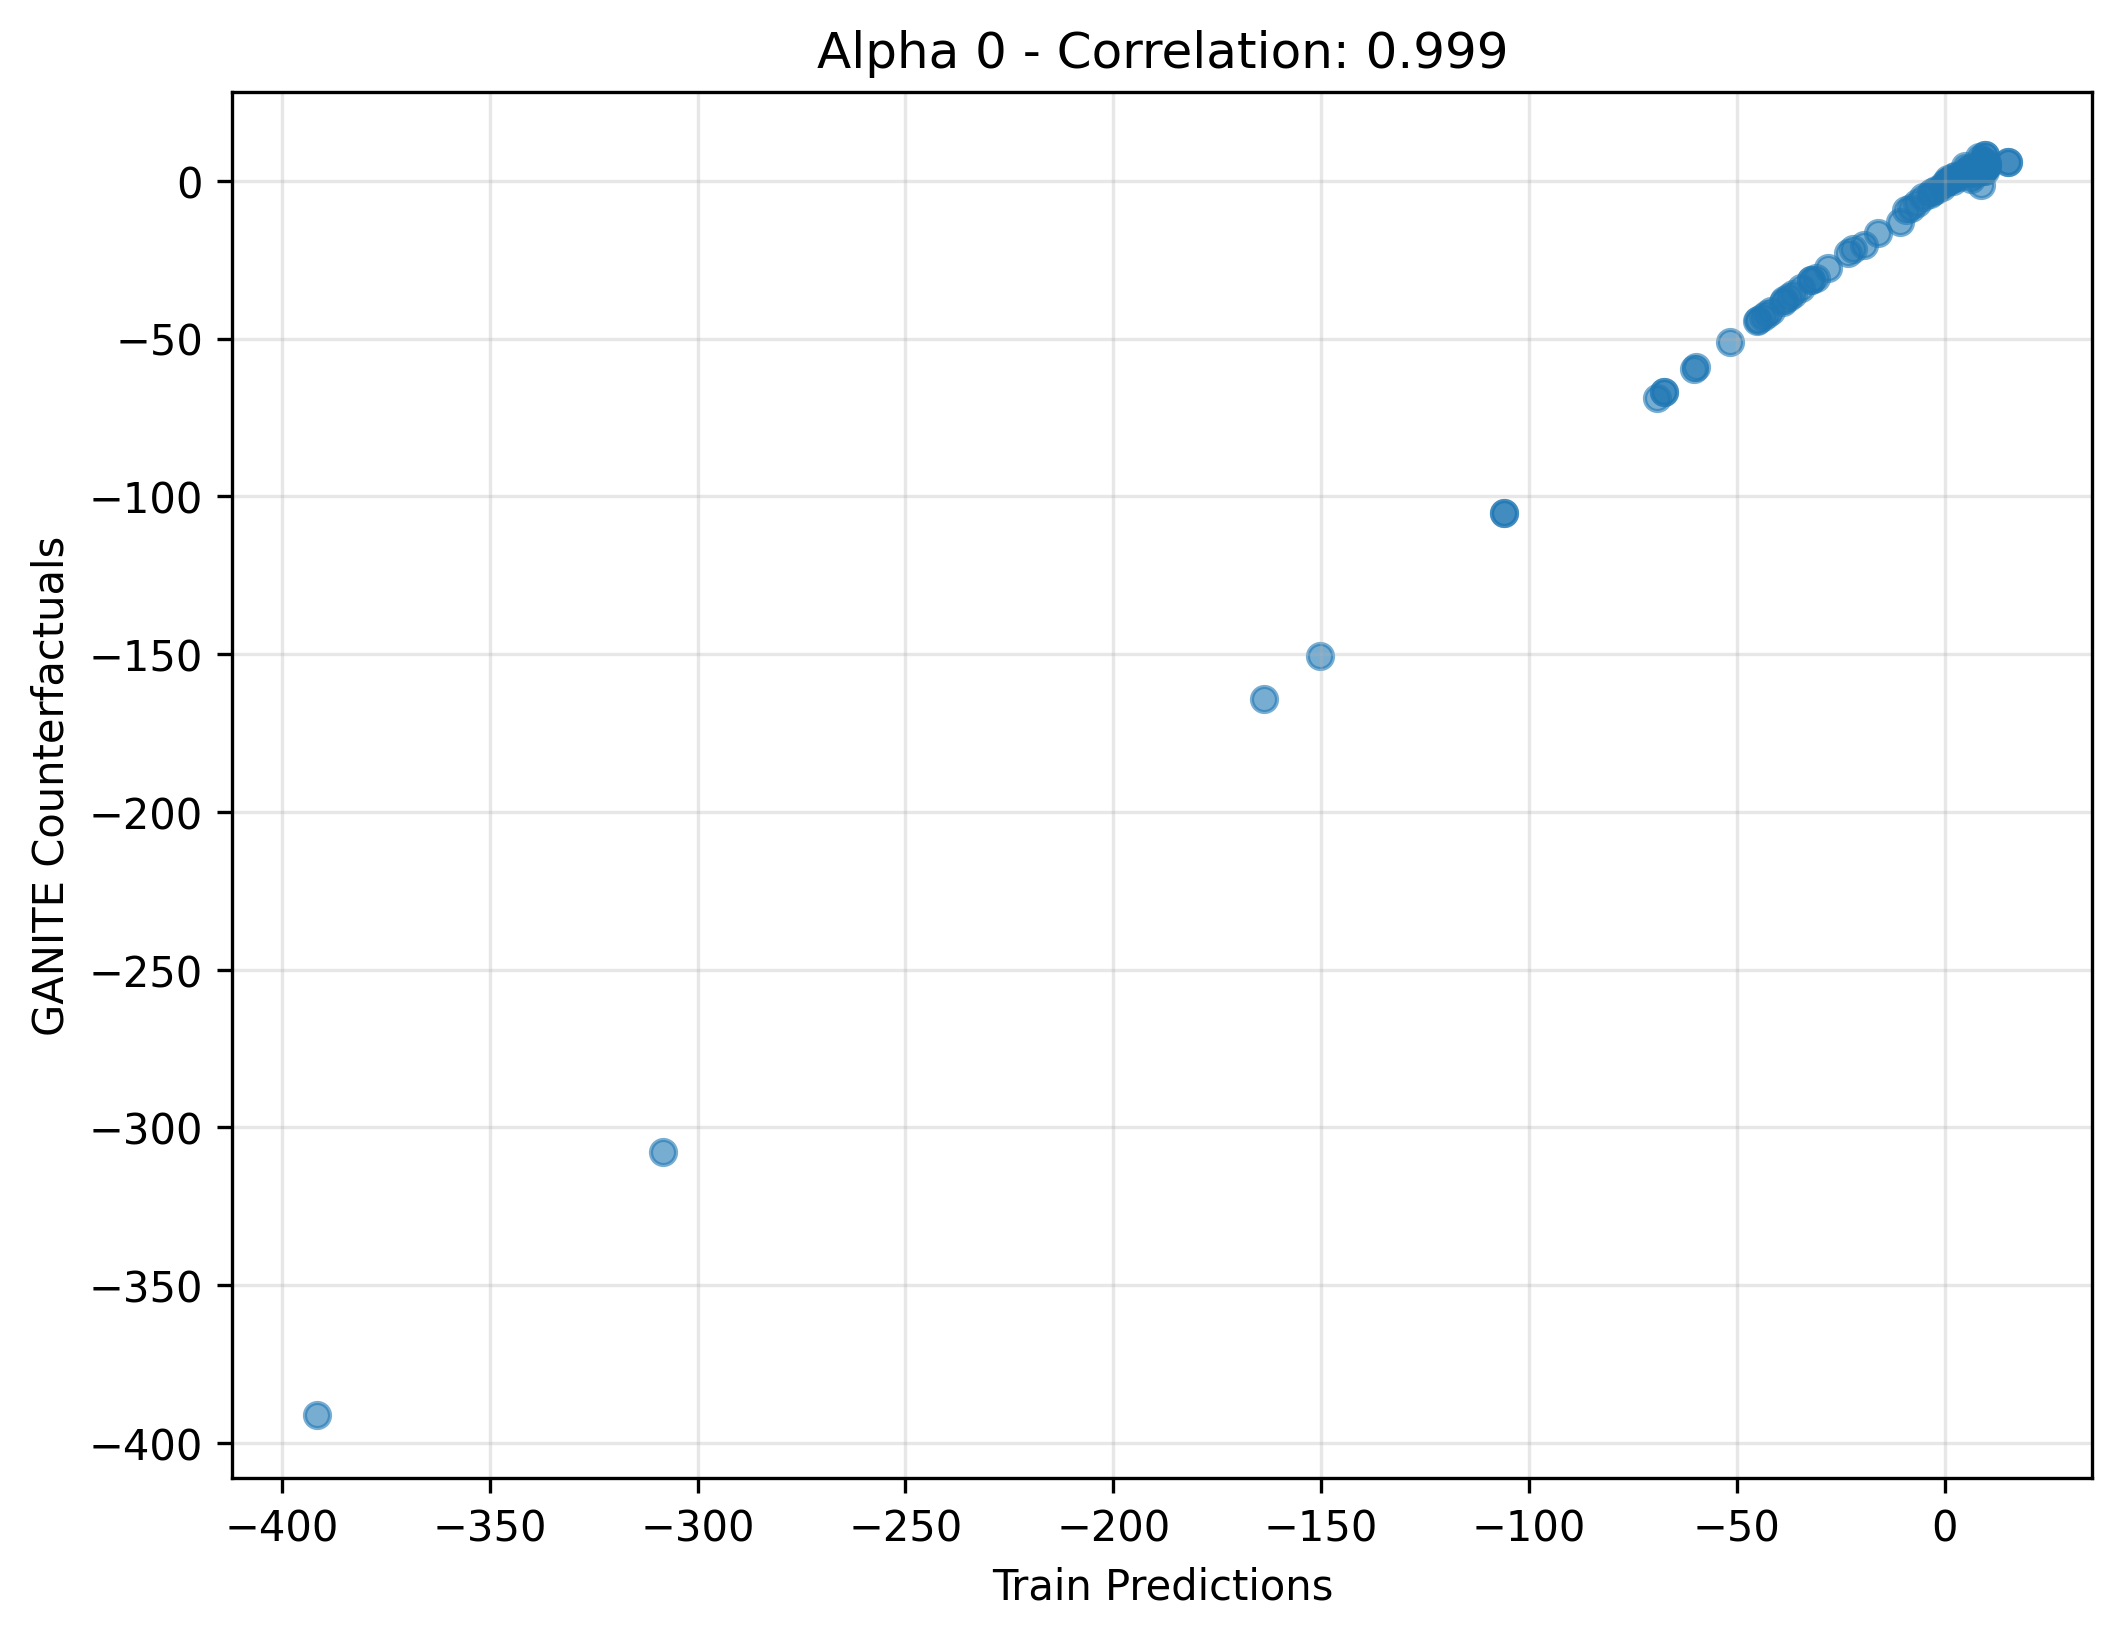 Alpha 0 - Correlation: 0.999
GANITE Counterfactuals
0
−50
−100
−150
−200
−250
−300
−350
−400
−400 −350 −300 −250 −200 −150 −100 −50 0
Train Predictions